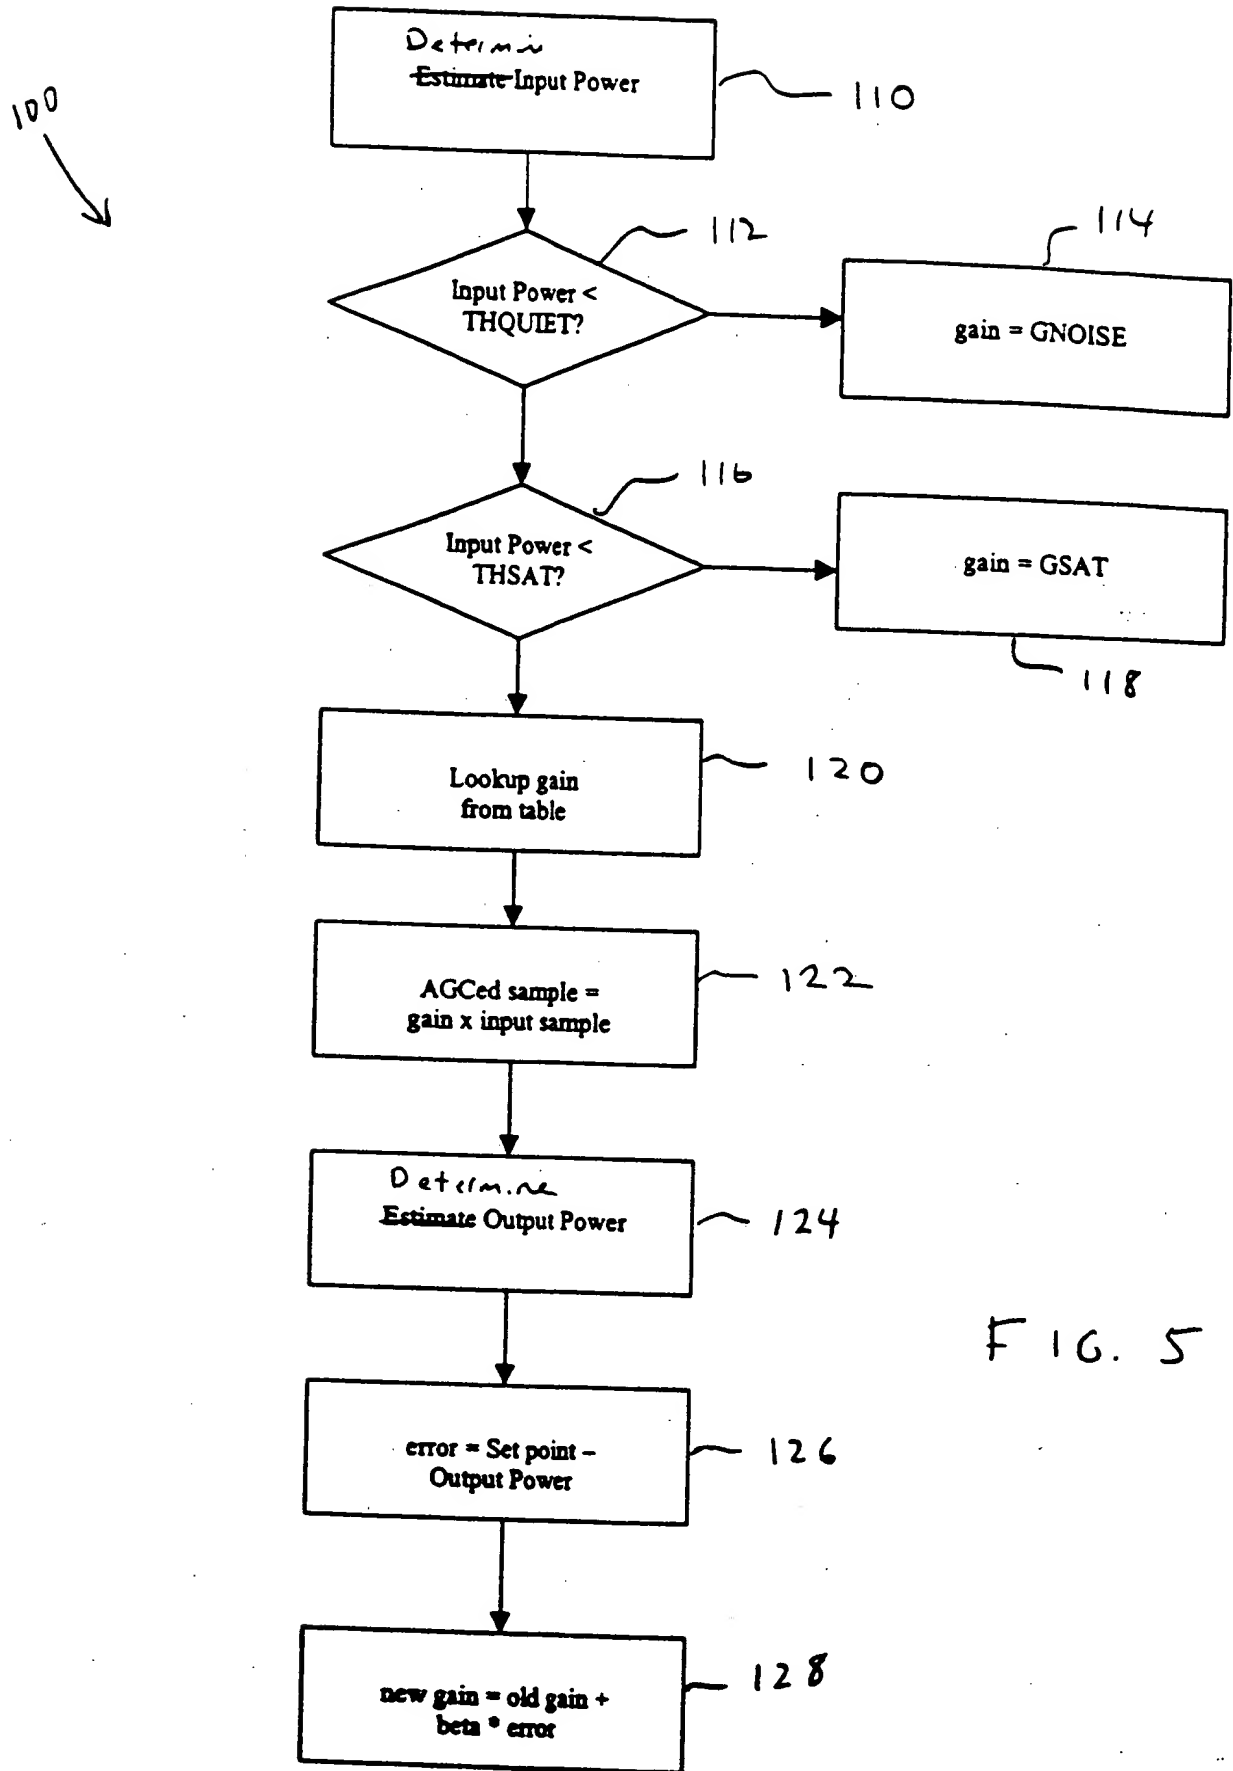 100
Determin
Estimate Input Power
110
112
Input Power <
THQUIET?
114
gain = GNOISE
116
Input Power <
THSAT?
gain = GSAT
118
Lookup gain
from table
120
AGCed sample =
gain x input sample
122
Determine
Estimate Output Power
124
FIG. 5
error = Set point –
Output Power
126
new gain = old gain +
beta * error
128